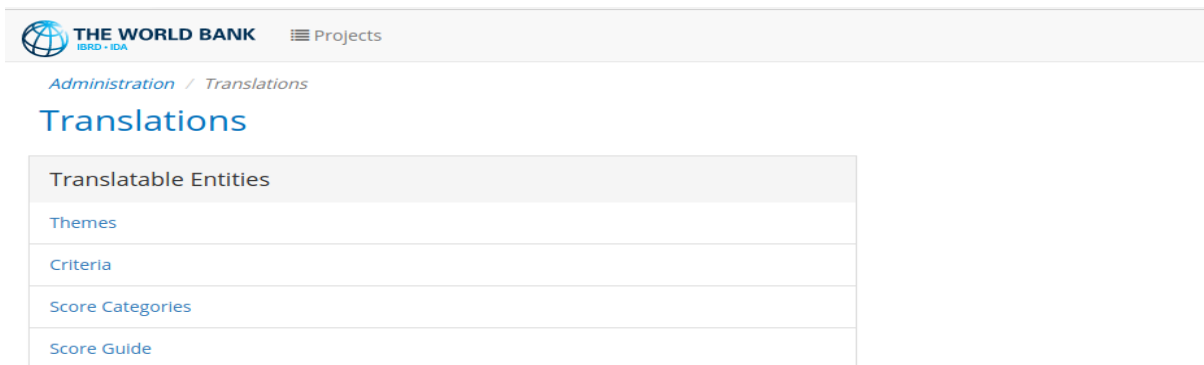 THE WORLD BANK
IBRD • IDA
Projects
Administration / Translations
Translations
Translatable Entities
Themes
Criteria
Score Categories
Score Guide